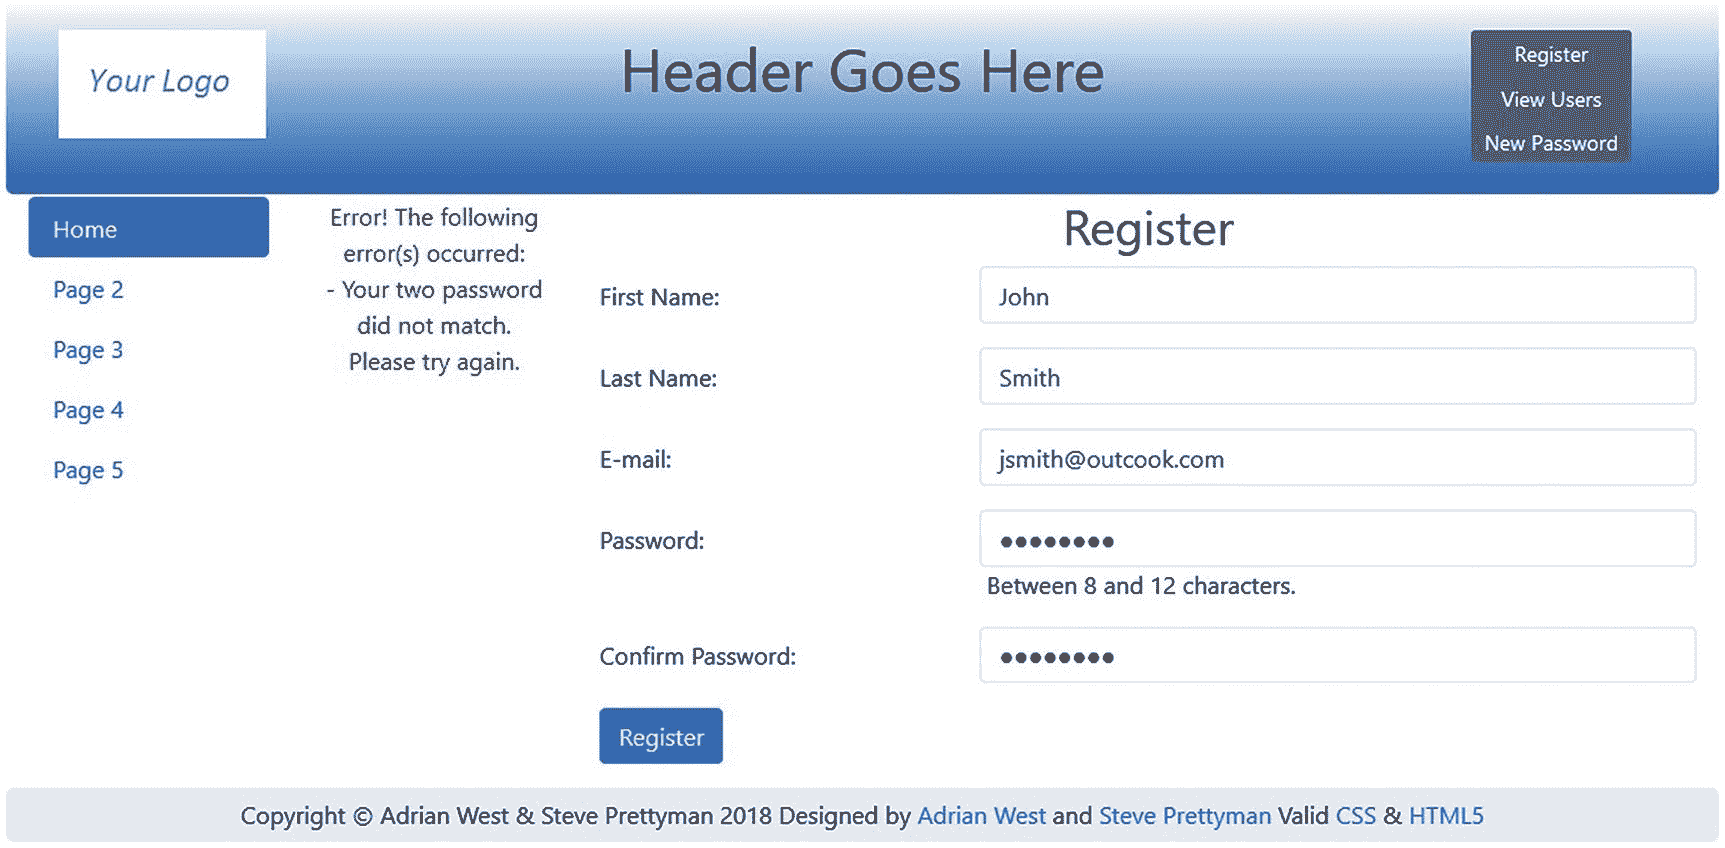 Your Logo
Header Goes Here
Register
View Users
New Password
Home
Page 2
Page 3
Page 4
Page 5
Error! The following
error(s) occurred:
- Your two password
did not match.
Please try again.
Register
First Name: John
Last Name: Smith
E-mail: jsmith@outcook.com
Password: ●●●●●●●●
Between 8 and 12 characters.
Confirm Password: ●●●●●●●●
Register
Copyright © Adrian West & Steve Prettyman 2018 Designed by Adrian West and Steve Prettyman Valid CSS & HTML5